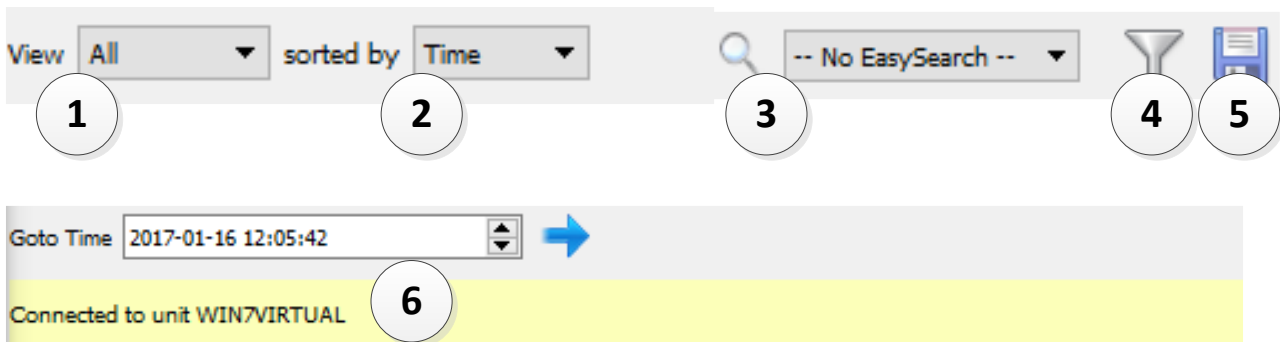 View All sorted by Time -- No EasySearch --
1 2 3 4 5
Goto Time 2017-01-16 12:05:42
6
Connected to unit WIN7VIRTUAL